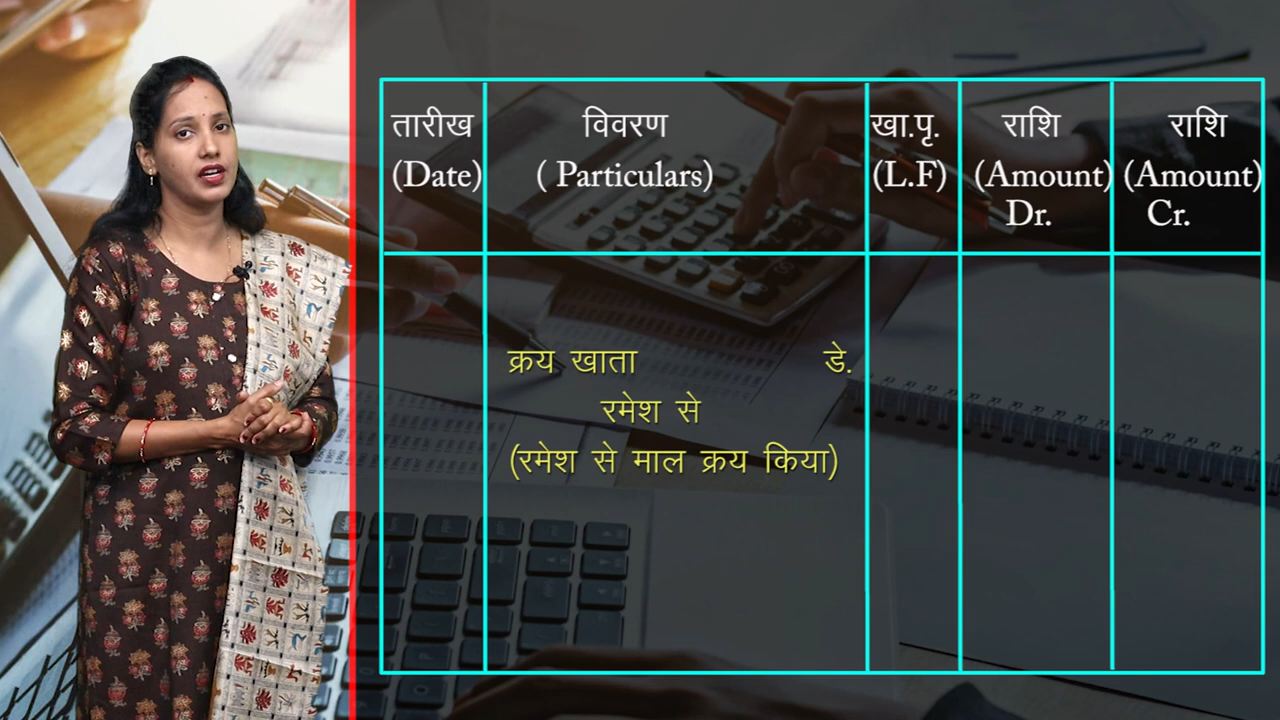 तारीख विवरण खा.पृ. राशि राशि
(Date) ( Particulars) (L.F) (Amount) (Amount)
Dr. Cr.
क्रय खाता डे.
रमेश से
(रमेश से माल क्रय किया)